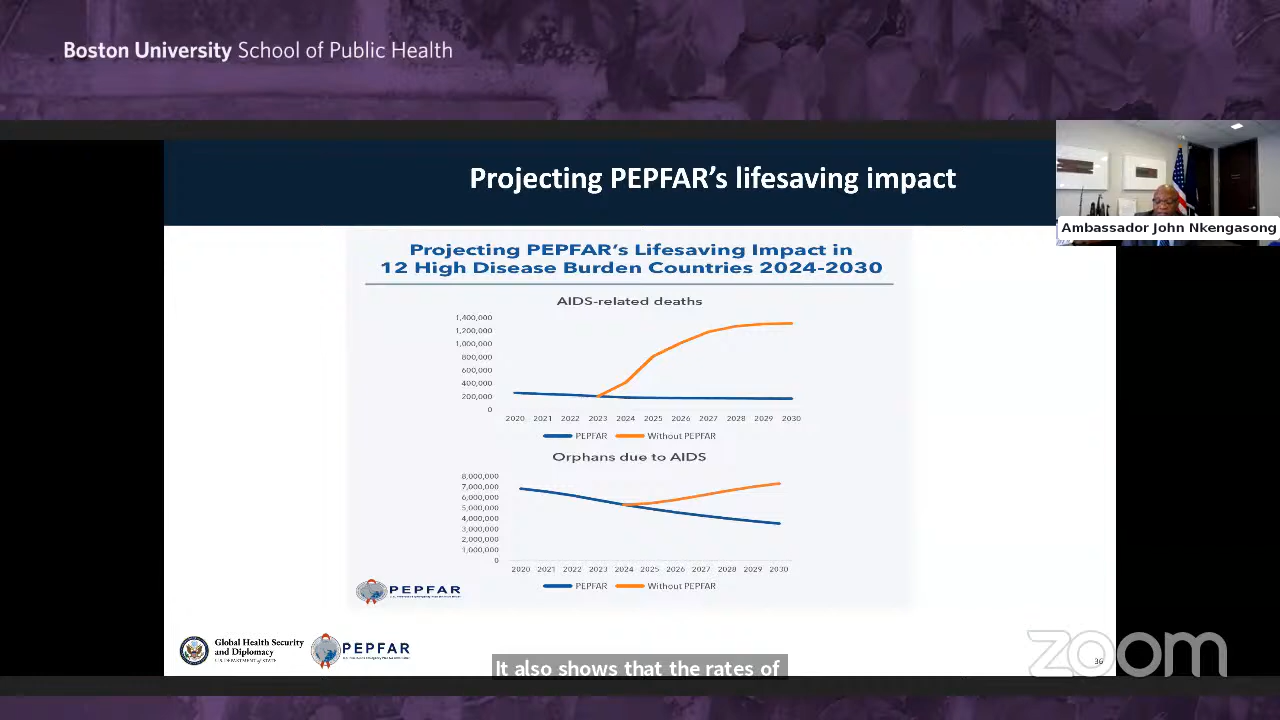 Boston University School of Public Health
Projecting PEPFAR's lifesaving impact
Ambassador John Nkengasong
Projecting PEPFAR's Lifesaving Impact in
12 High Disease Burden Countries 2024-2030
AIDS-related deaths
1,400,000
1,200,000
1,000,000
800,000
600,000
400,000
200,000
0
2020 2021 2022 2023 2024 2025 2026 2027 2028 2029 2030
PEPFAR Without PEPFAR
Orphans due to AIDS
8,000,000
7,000,000
6,000,000
5,000,000
4,000,000
3,000,000
2,000,000
1,000,000
0
2020 2021 2022 2023 2024 2025 2026 2027 2028 2029 2030
PEPFAR Without PEPFAR
PEPFAR
Global Health Security
and Diplomacy
U.S. DEPARTMENT of STATE
PEPFAR
It also shows that the rates of
zoom
36